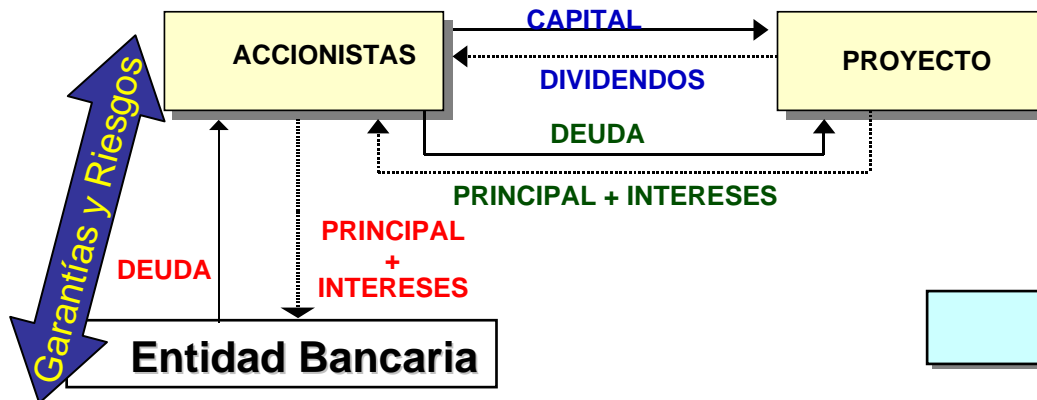 CAPITAL
ACCIONISTAS
PROYECTO
DIVIDENDOS
DEUDA
PRINCIPAL + INTERESES
Garantías y Riesgos
DEUDA
PRINCIPAL
+
INTERESES
Entidad Bancaria